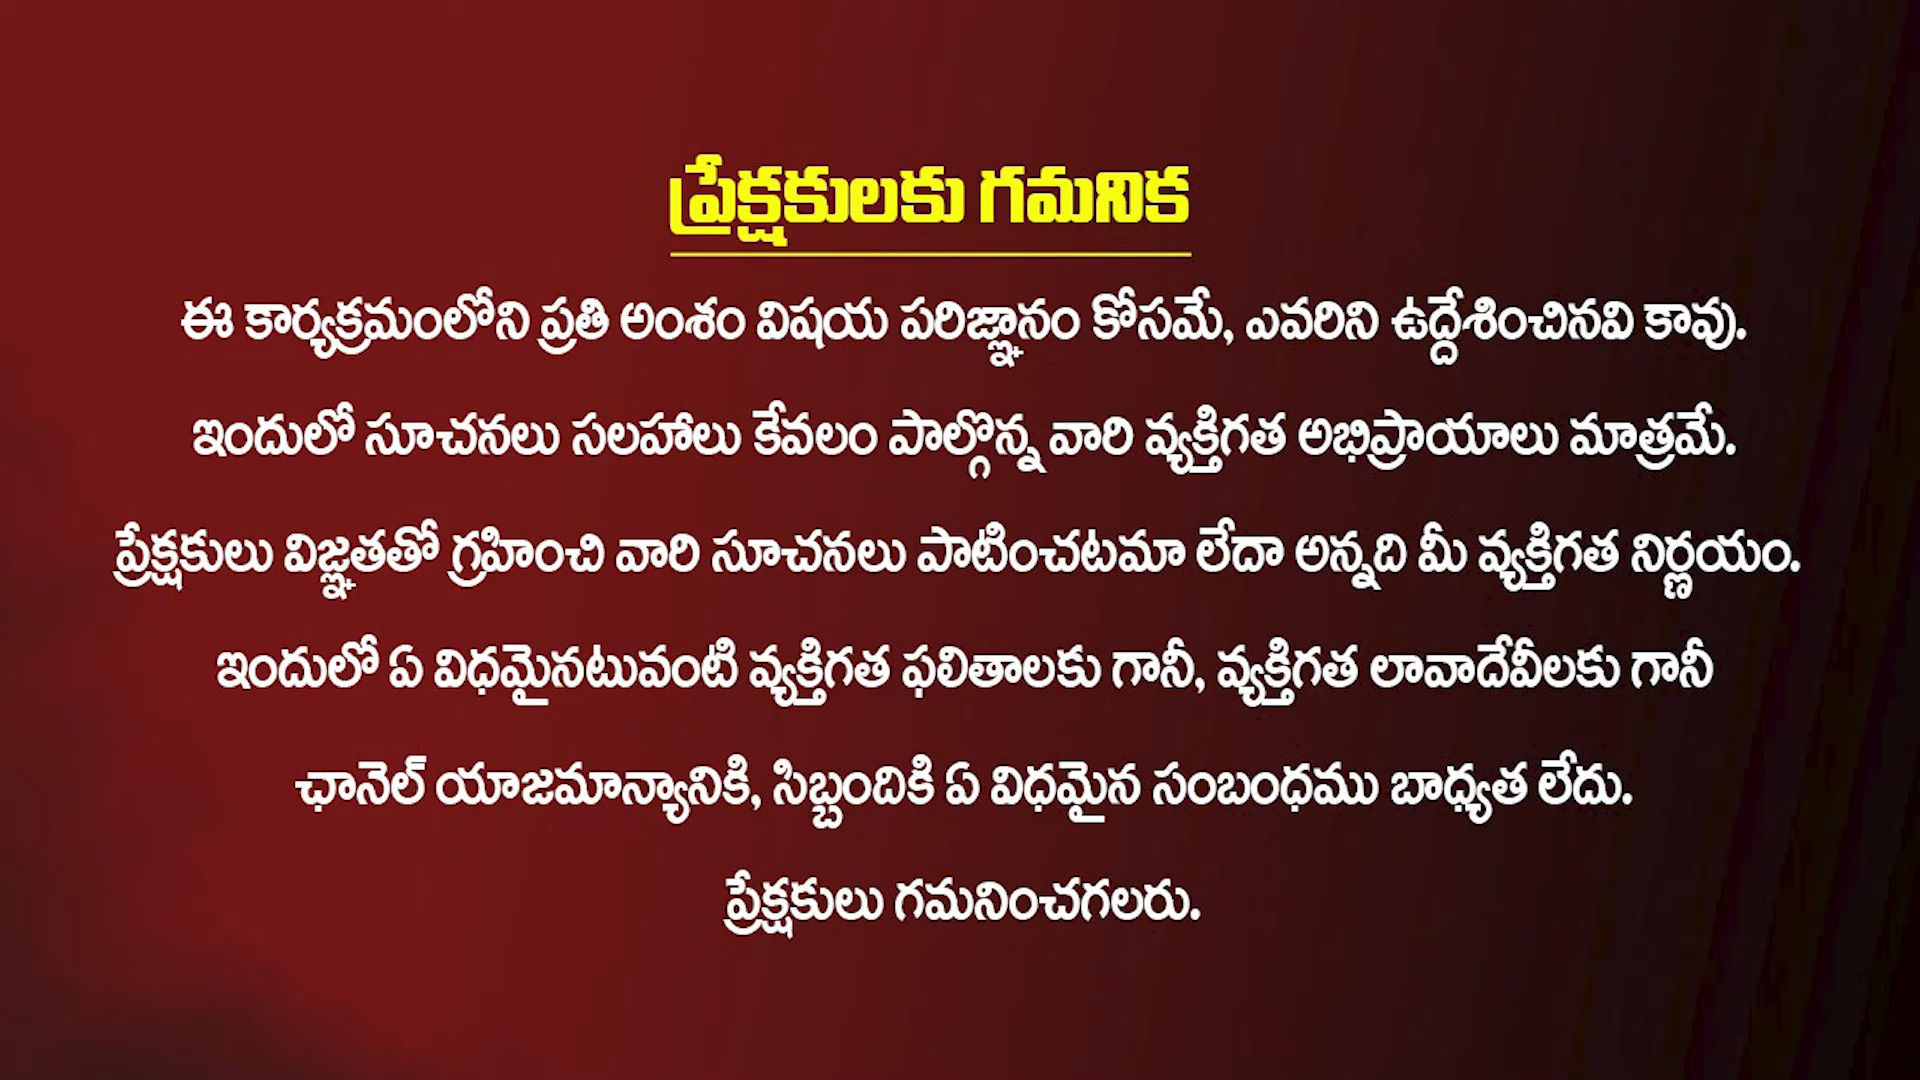 ప్రేక్షకులకు గమనిక
ఈ కార్యక్రమంలోని ప్రతి అంశం విషయ పరిజ్ఞానం కోసమే, ఎవరిని ఉద్దేశించినవి కావు.
ఇందులో సూచనలు సలహాలు కేవలం పాల్గొన్న వారి వ్యక్తిగత అభిప్రాయాలు మాత్రమే.
ప్రేక్షకులు విజ్ఞతతో గ్రహించి వారి సూచనలు పాటించటమా లేదా అన్నది మీ వ్యక్తిగత నిర్ణయం.
ఇందులో ఏ విధమైనటువంటి వ్యక్తిగత ఫలితాలకు గానీ, వ్యక్తిగత లావాదేవీలకు గానీ
ఛానెల్ యాజమాన్యానికి, సిబ్బందికి ఏ విధమైన సంబంధము బాధ్యత లేదు.
ప్రేక్షకులు గమనించగలరు.